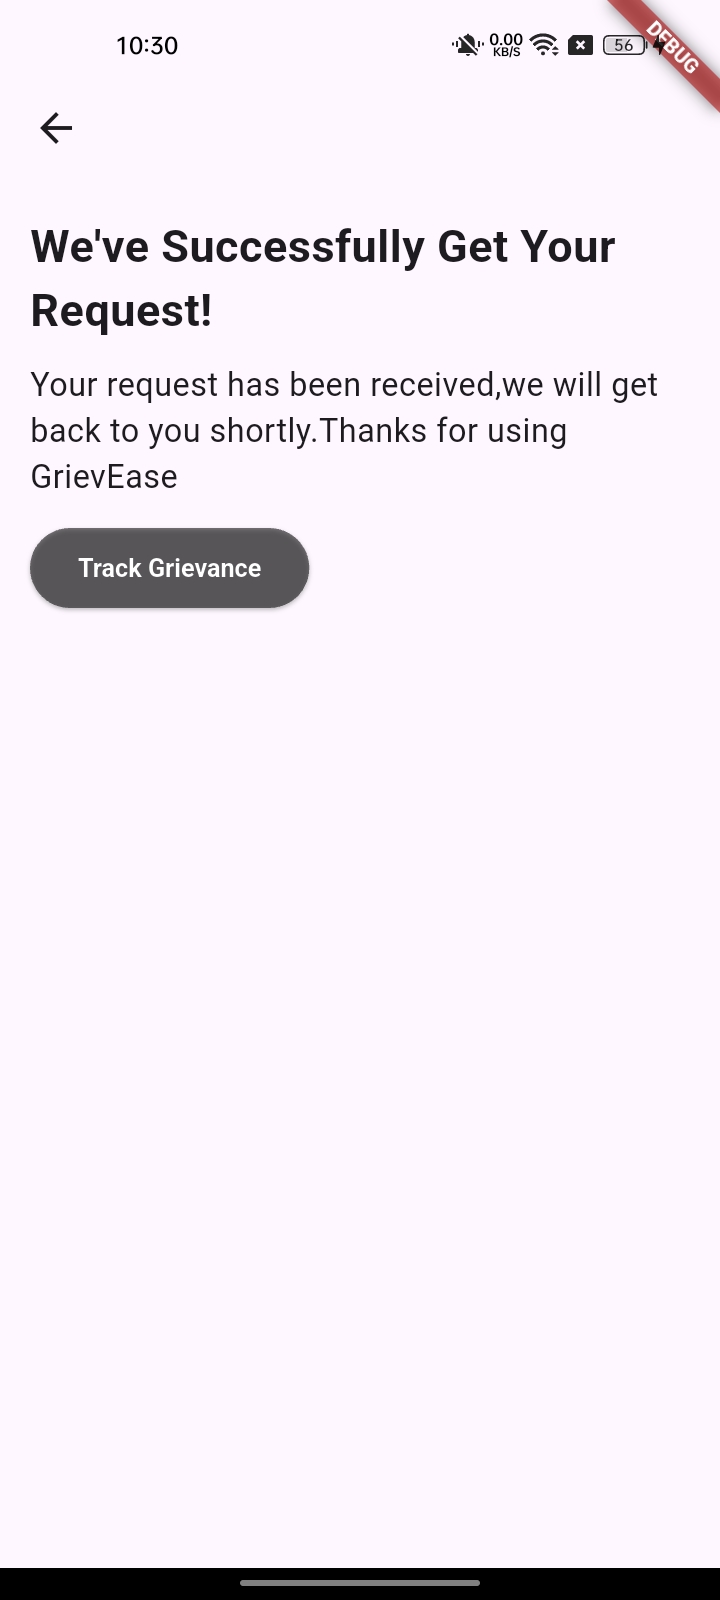 10:30
0.00
KB/S
56
DEBUG
We've Successfully Get Your
Request!
Your request has been received,we will get
back to you shortly.Thanks for using
GrievEase
Track Grievance